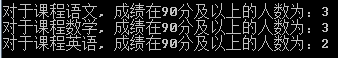 对于课程语文，成绩在90分及以上的人数为：3
对于课程数学，成绩在90分及以上的人数为：3
对于课程英语，成绩在90分及以上的人数为：2